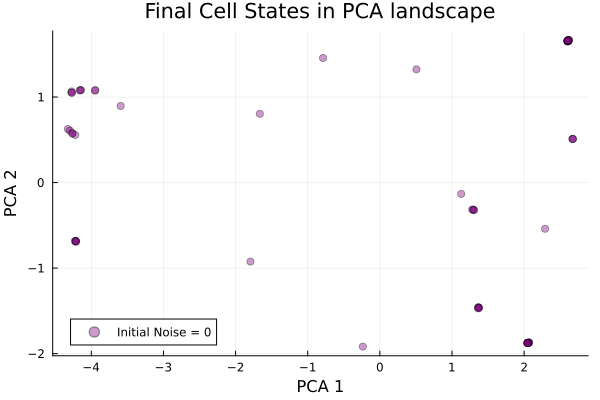 Final Cell States in PCA landscape
PCA 2
1
0
−1
−2
Initial Noise = 0
−4
−3
−2
−1
0
1
2
PCA 1